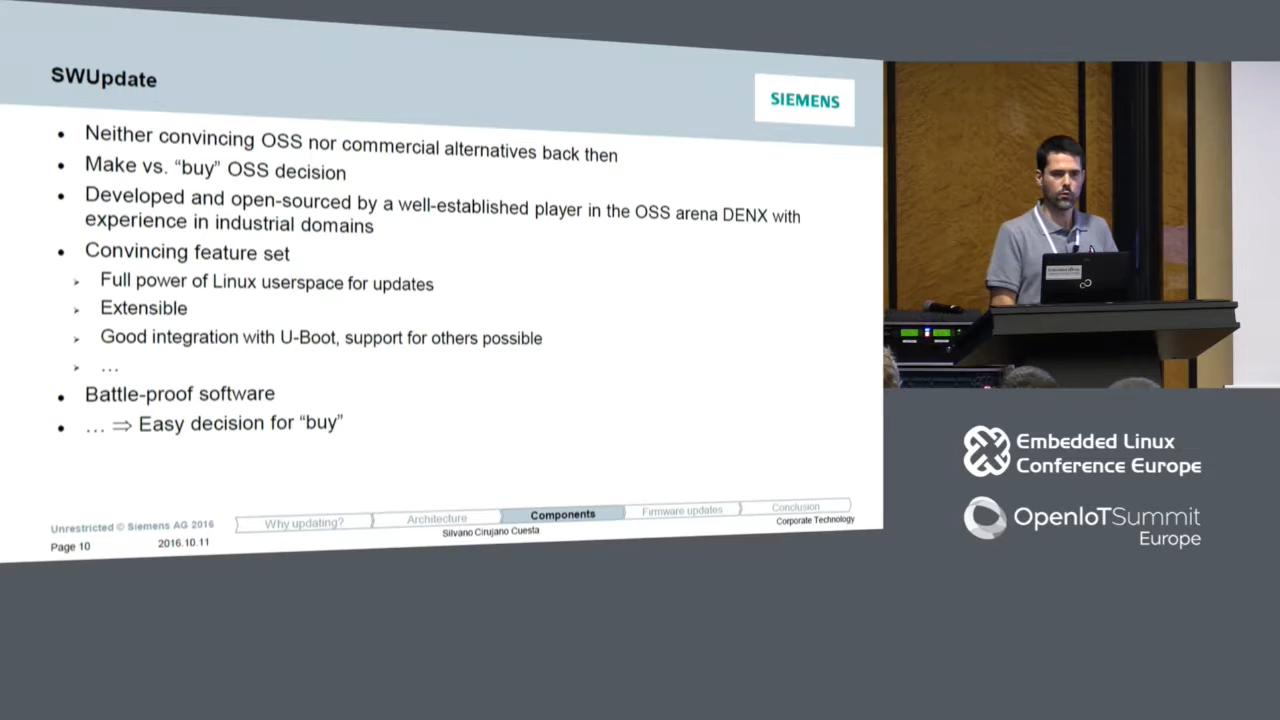 SWUpdate
SIEMENS
• Neither convincing OSS nor commercial alternatives back then
• Make vs. “buy” OSS decision
• Developed and open-sourced by a well-established player in the OSS arena DENX with
experience in industrial domains
• Convincing feature set
➢ Full power of Linux userspace for updates
➢ Extensible
➢ Good integration with U-Boot, support for others possible
➢ …
• Battle-proof software
• … ⇒ Easy decision for “buy”
Why updating?
Architecture
Components
Firmware updates
Conclusion
Unrestricted © Siemens AG 2016
Page 10
2016.10.11
Silvano Cirujano Cuesta
Corporate Technology
Embedded Linux
Conference Europe
OpenIoTSummit
Europe